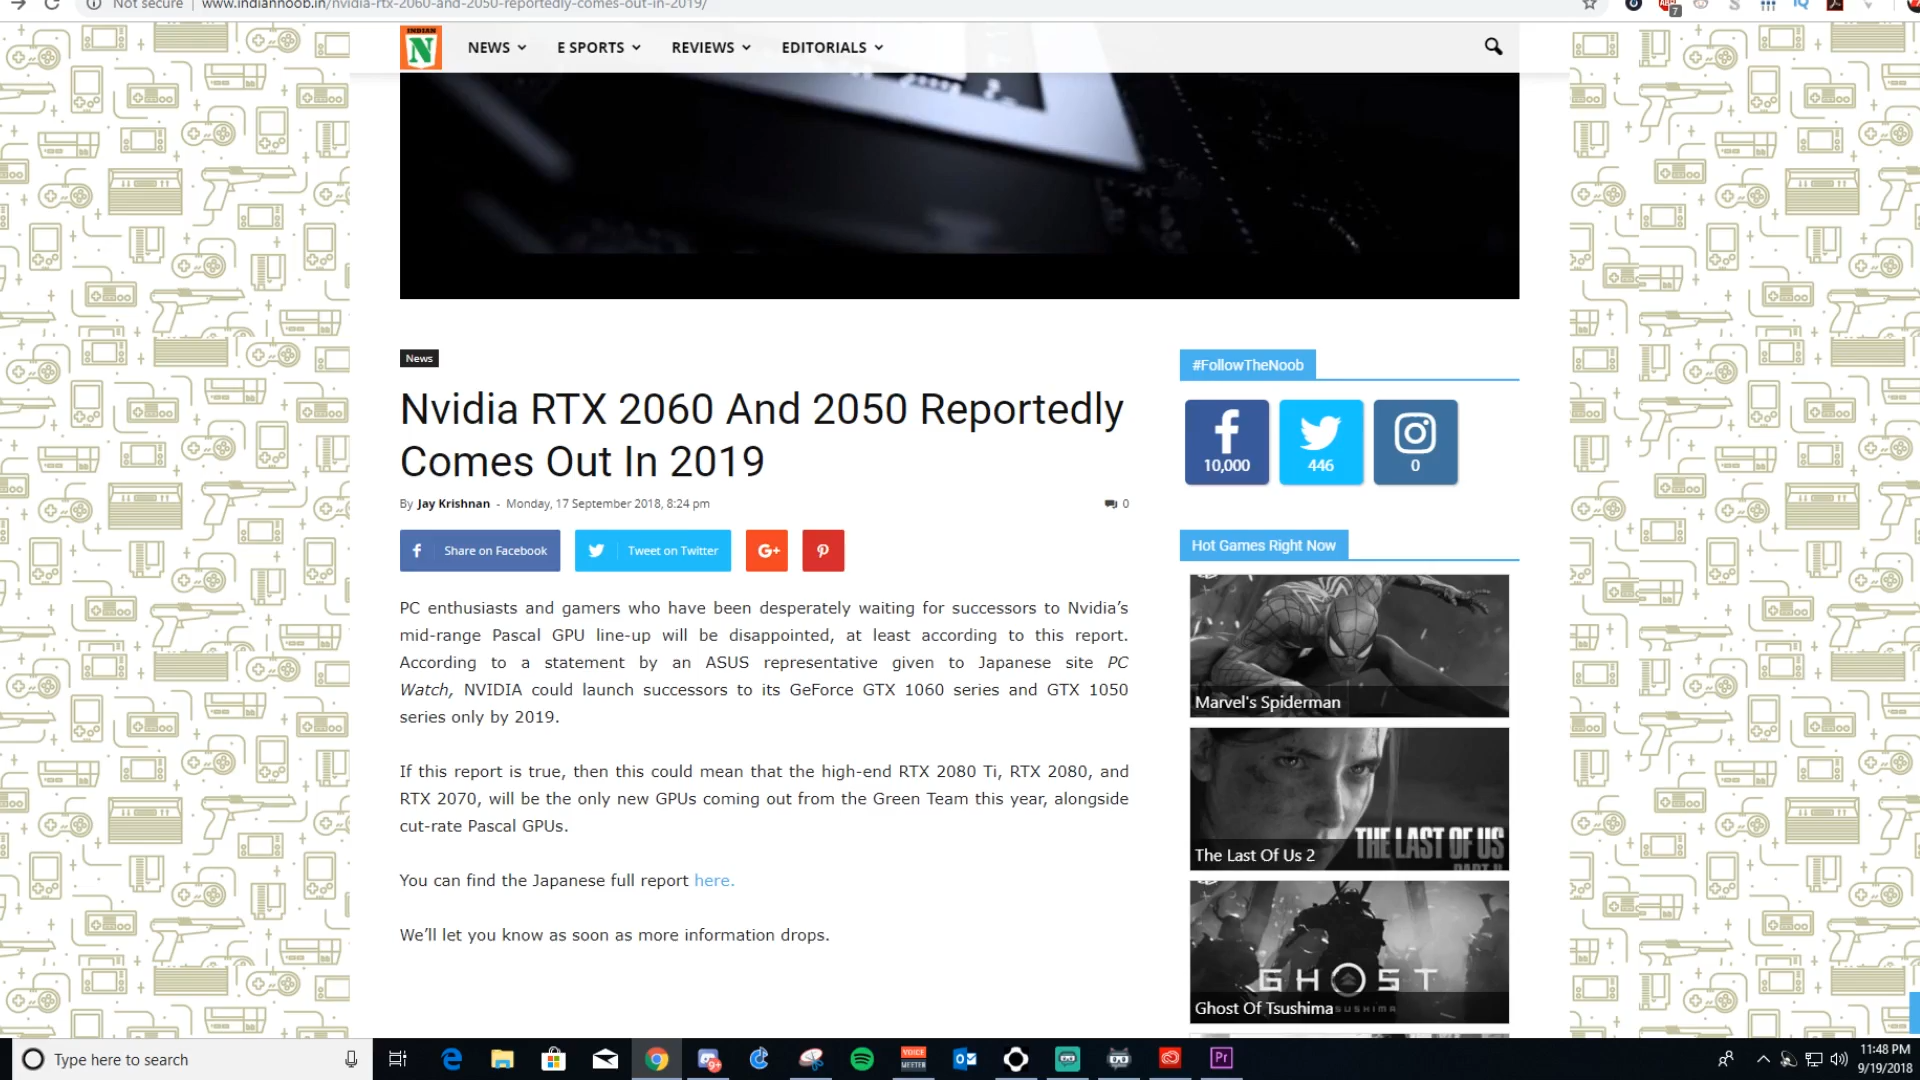 Not secure | www.indiannoob.in/nvidia-rtx-2060-and-2050-reportedly-comes-out-in-2019/
7
INDIAN
N
NEWS
E SPORTS
REVIEWS
EDITORIALS
News
Nvidia RTX 2060 And 2050 Reportedly
Comes Out In 2019
By Jay Krishnan - Monday, 17 September 2018, 8:24 pm
0
Share on Facebook
Tweet on Twitter
G+
PC enthusiasts and gamers who have been desperately waiting for successors to Nvidia’s
mid-range Pascal GPU line-up will be disappointed, at least according to this report.
According to a statement by an ASUS representative given to Japanese site PC
Watch, NVIDIA could launch successors to its GeForce GTX 1060 series and GTX 1050
series only by 2019.
If this report is true, then this could mean that the high-end RTX 2080 Ti, RTX 2080, and
RTX 2070, will be the only new GPUs coming out from the Green Team this year, alongside
cut-rate Pascal GPUs.
You can find the Japanese full report here.
We’ll let you know as soon as more information drops.
#FollowTheNoob
10,000
446
0
Hot Games Right Now
Marvel's Spiderman
THE LAST OF US
PART II
The Last Of Us 2
GHOST
Ghost Of Tsushima
Type here to search
VOICE
MEETER
Pr
11:48 PM
9/19/2018